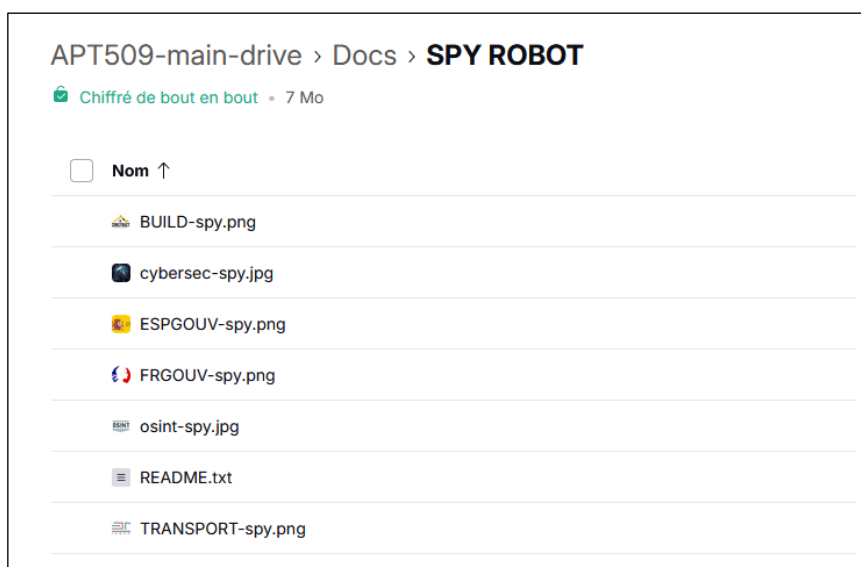 APT509-main-drive › Docs › SPY ROBOT
Chiffré de bout en bout • 7 Mo
Nom ↑
BUILD-spy.png
cybersec-spy.jpg
ESPGOUV-spy.png
FRGOUV-spy.png
OSINT osint-spy.jpg
README.txt
TRANSPORT-spy.png